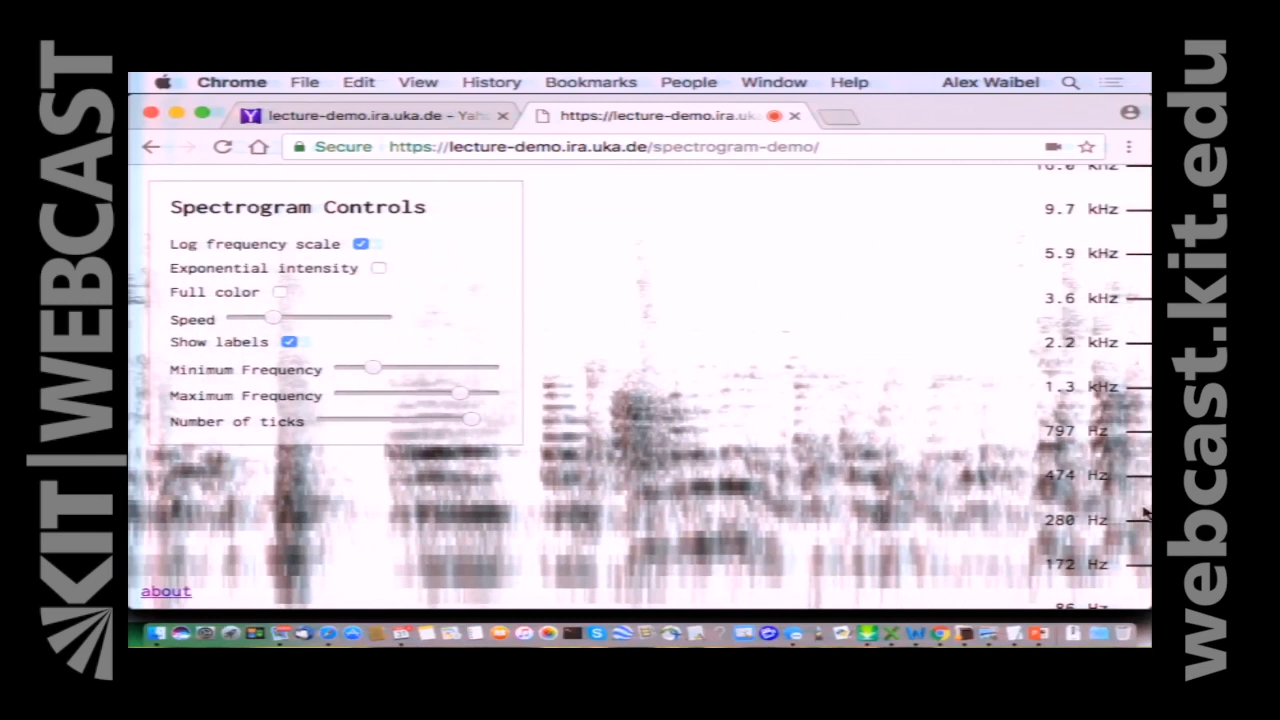 KIT | WEBCAST
Chrome File Edit View History Bookmarks People Window Help Alex Waibel
lecture-demo.ira.uka.de – Yah
https://lecture-demo.ira.uk
Secure https://lecture-demo.ira.uka.de/spectrogram-demo/
Spectrogram Controls
Log frequency scale
Exponential intensity
Full color
Speed
Show labels
Minimum Frequency
Maximum Frequency
Number of ticks
9.7 kHz
5.9 kHz
3.6 kHz
2.2 kHz
1.3 kHz
797 Hz
474 Hz
280 Hz
172 Hz
86 Hz
about
webcast.kit.edu